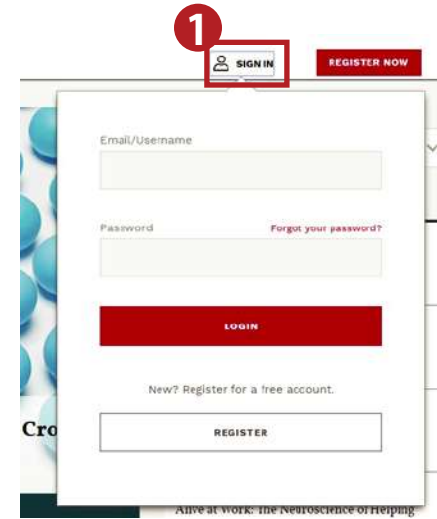 1
SIGN IN
REGISTER NOW
Email/Username
Password Forgot your password?
LOGIN
New? Register for a free account.
REGISTER
Cro
Alive at Work: The Neuroscience of Helping